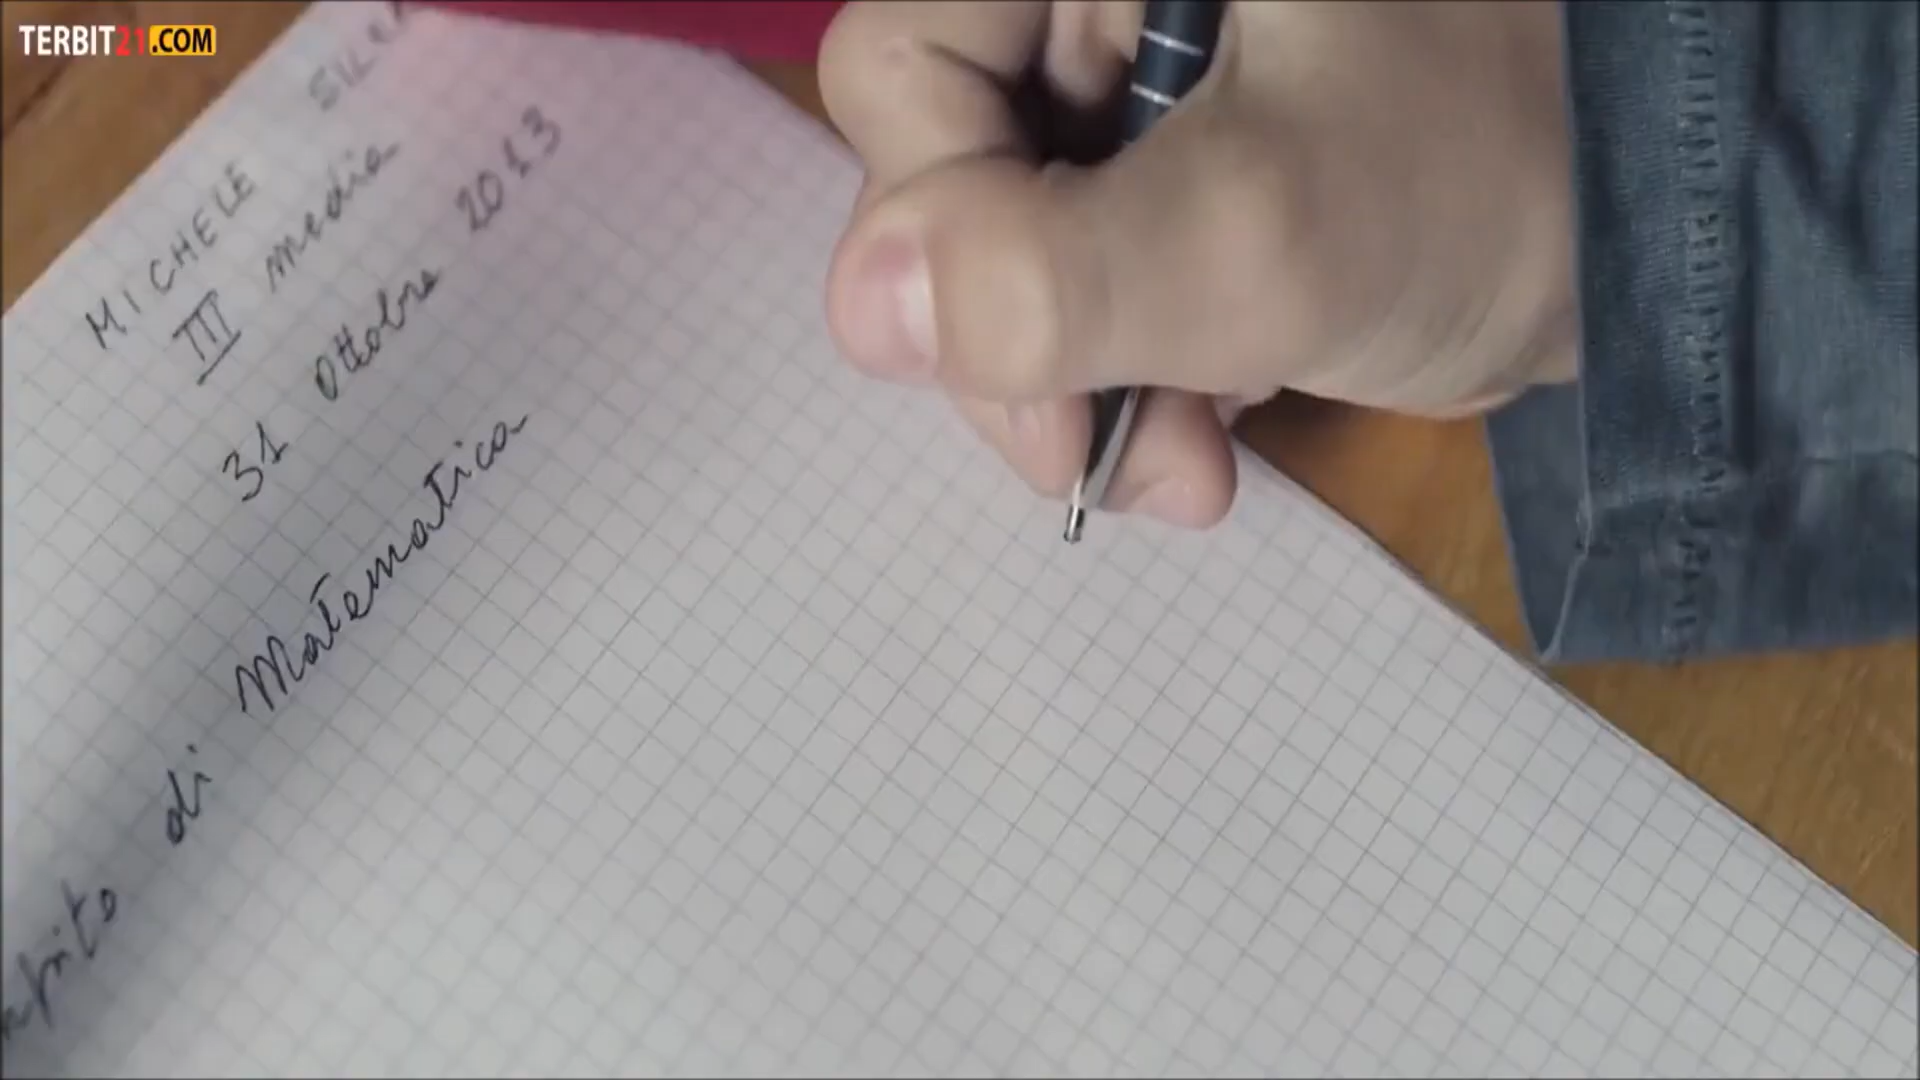 TERBIT21.COM
MICHELE
III media
31 Ottobre 2013
di Matematica